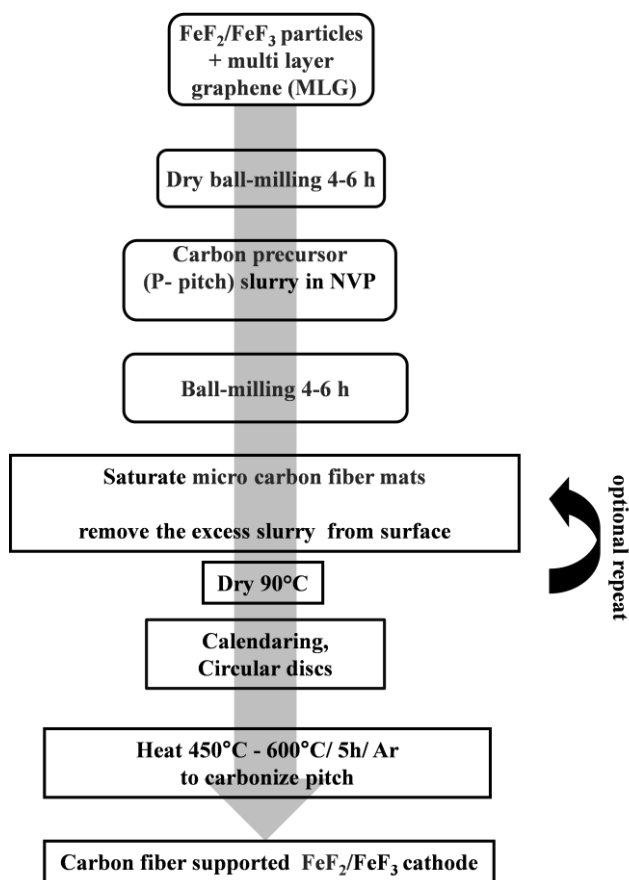 FeF₂/FeF₃ particles
+ multi layer
graphene (MLG)
Dry ball-milling 4-6 h
Carbon precursor
(P- pitch) slurry in NVP
Ball-milling 4-6 h
Saturate micro carbon fiber mats
remove the excess slurry from surface
optional repeat
Dry 90°C
Calendaring,
Circular discs
Heat 450°C - 600°C/ 5h/ Ar
to carbonize pitch
Carbon fiber supported FeF₂/FeF₃ cathode